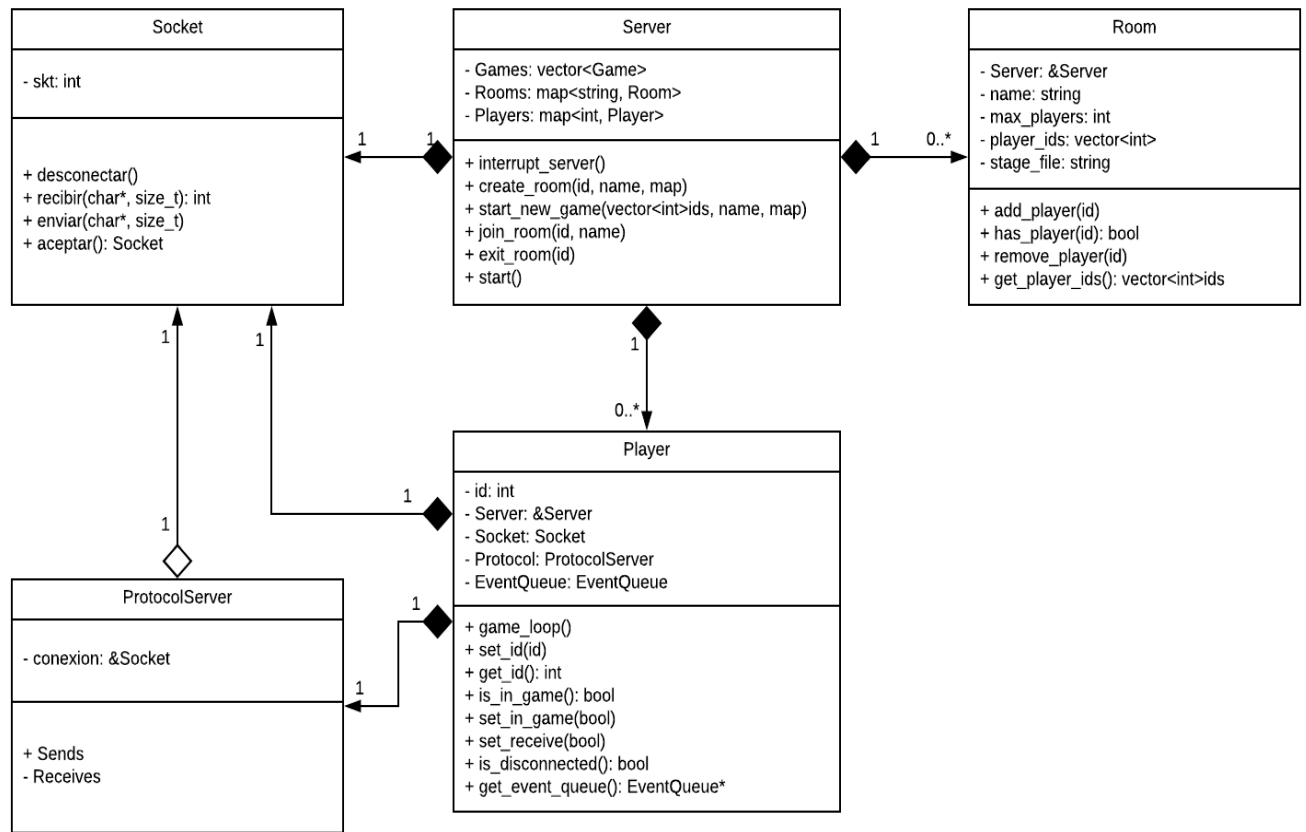 Socket
- skt: int
+ desconectar()
+ recibir(char*, size_t): int
+ enviar(char*, size_t)
+ aceptar(): Socket
1
1
Server
- Games: vector<Game>
- Rooms: map<string, Room>
- Players: map<int, Player>
+ interrupt_server()
+ create_room(id, name, map)
+ start_new_game(vector<int>ids, name, map)
+ join_room(id, name)
+ exit_room(id)
+ start()
1
0..*
Room
- Server: &Server
- name: string
- max_players: int
- player_ids: vector<int>
- stage_file: string
+ add_player(id)
+ has_player(id): bool
+ remove_player(id)
+ get_player_ids(): vector<int>ids
1
1
1
0..*
Player
- id: int
- Server: &Server
- Socket: Socket
- Protocol: ProtocolServer
- EventQueue: EventQueue
+ game_loop()
+ set_id(id)
+ get_id(): int
+ is_in_game(): bool
+ set_in_game(bool)
+ set_receive(bool)
+ is_disconnected(): bool
+ get_event_queue(): EventQueue*
1
1
1
1
ProtocolServer
- conexion: &Socket
+ Sends
- Receives